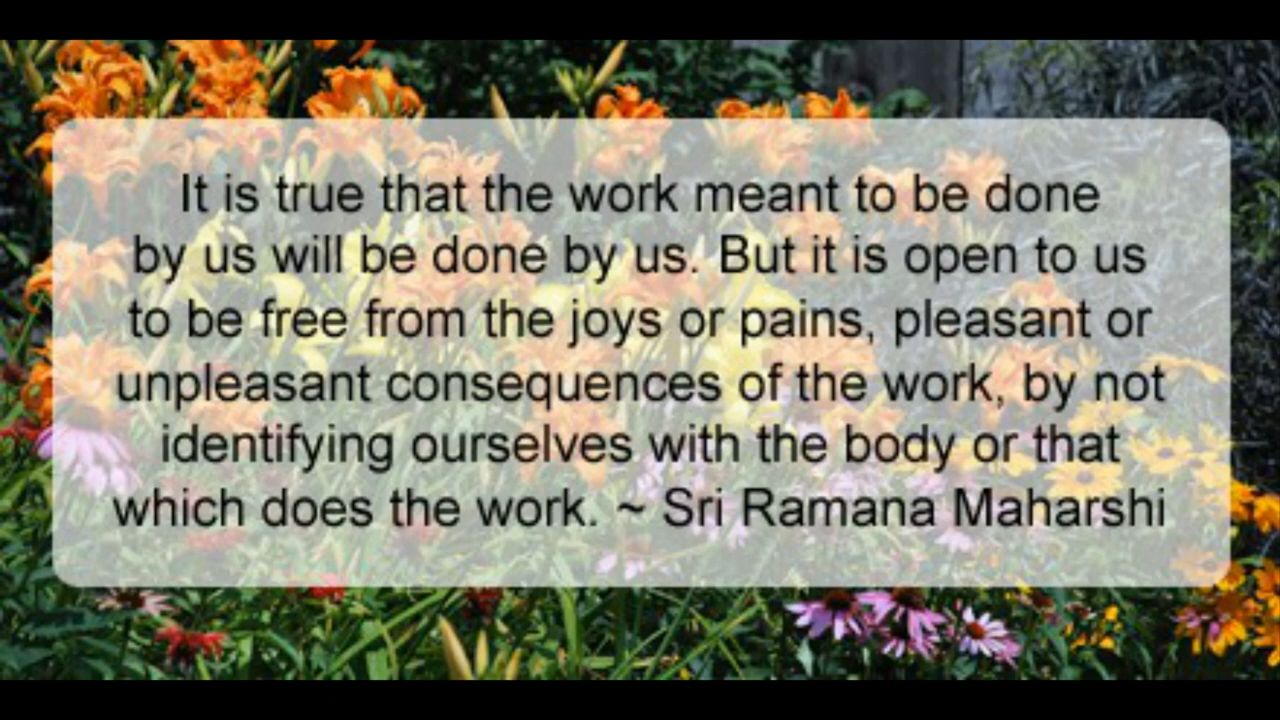 It is true that the work meant to be done
by us will be done by us. But it is open to us
to be free from the joys or pains, pleasant or
unpleasant consequences of the work, by not
identifying ourselves with the body or that
which does the work. ~ Sri Ramana Maharshi